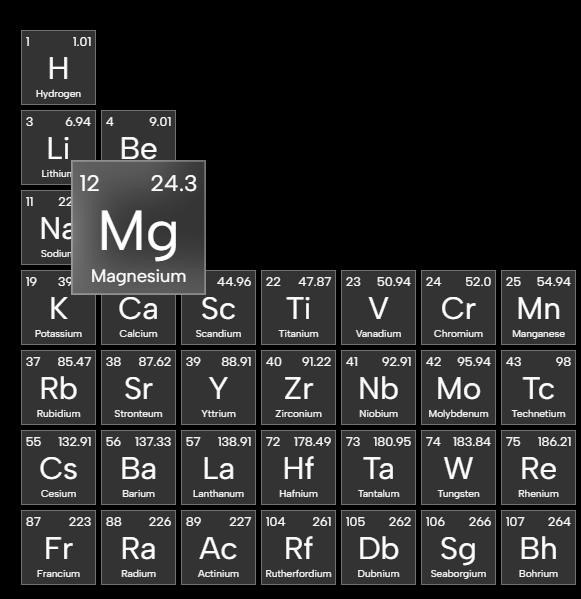 1 1.01
H
Hydrogen
3 6.94 4 9.01
Li Be
Lithium
12 24.3
Mg
Magnesium
11 22
Na
Sodium
19 39 44.96 22 47.87 23 50.94 24 52.0 25 54.94
K Ca Sc Ti V Cr Mn
Potassium Calcium Scandium Titanium Vanadium Chromium Manganese
37 85.47 38 87.62 39 88.91 40 91.22 41 92.91 42 95.94 43 98
Rb Sr Y Zr Nb Mo Tc
Rubidium Stronteum Yttrium Zirconium Niobium Molybdenum Technetium
55 132.91 56 137.33 57 138.91 72 178.49 73 180.95 74 183.84 75 186.21
Cs Ba La Hf Ta W Re
Cesium Barium Lanthanum Hafnium Tantalum Tungsten Rhenium
87 223 88 226 89 227 104 261 105 262 106 266 107 264
Fr Ra Ac Rf Db Sg Bh
Francium Radium Actinium Rutherfordium Dubnium Seaborgium Bohrium